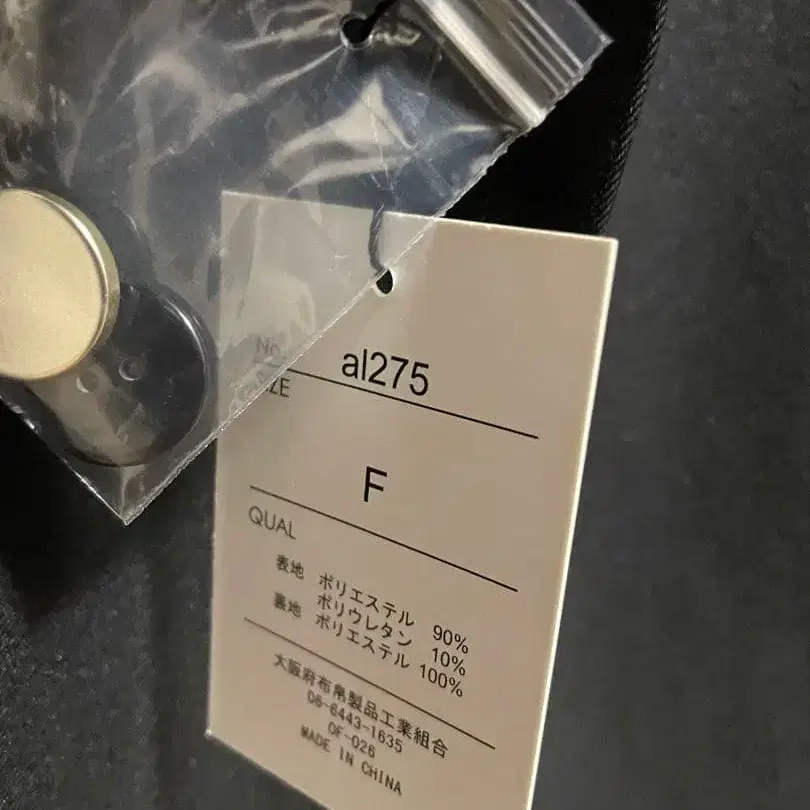 No. al275
SIZE
F
QUAL
表地 ポリエステル 90%
ポリウレタン 10%
裏地 ポリエステル 100%
大阪府布帛製品工業組合
06-6443-1635
OF-026
MADE IN CHINA